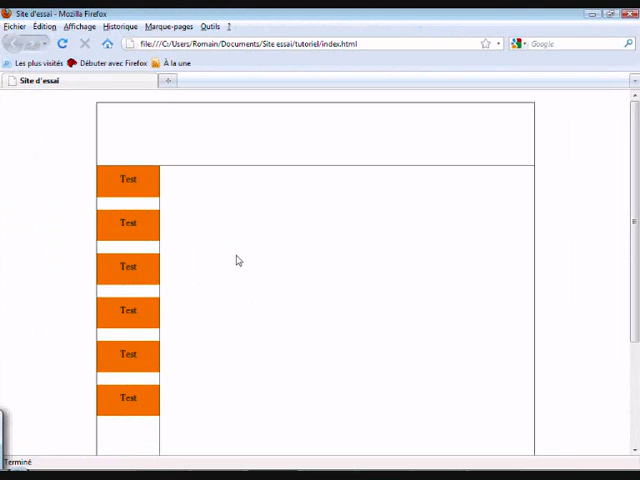 Site d'essai - Mozilla Firefox
Fichier Édition Affichage Historique Marque-pages Outils ?
file:///C:/Users/Romain/Documents/Site essai/tutoriel/index.html Google
Les plus visités Débuter avec Firefox À la une
Site d'essai
Test
Test
Test
Test
Test
Test
Terminé